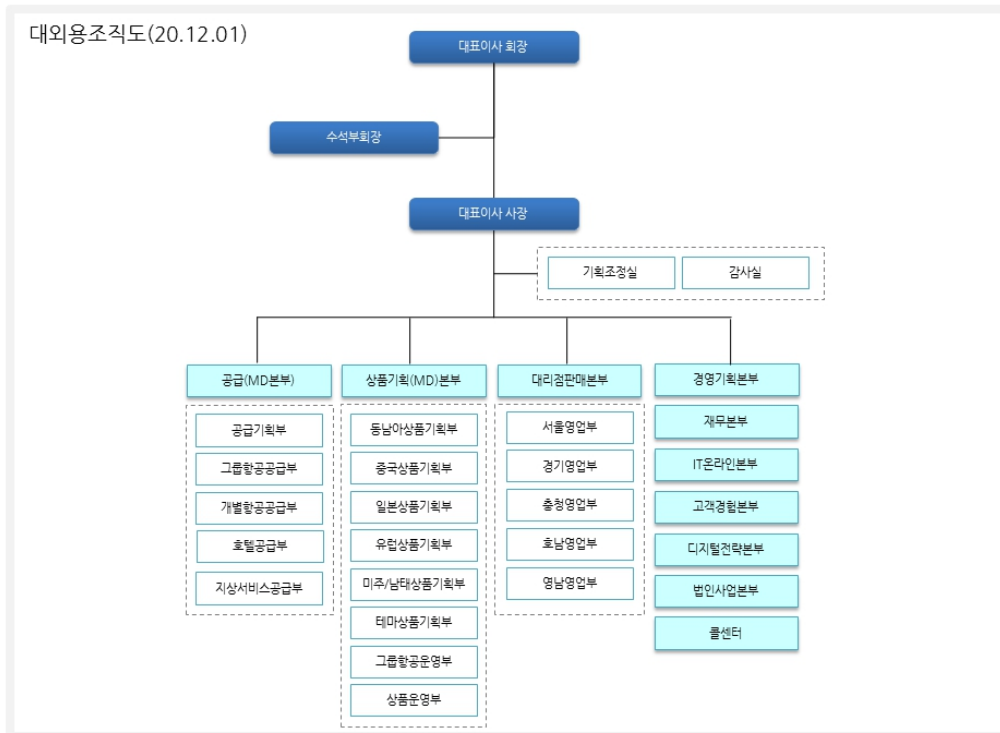 대외용조직도(20.12.01)
대표이사 회장
수석부회장
대표이사 사장
기획조정실
감사실
공급(MD본부)
공급기획부
그룹항공공급부
개별항공공급부
호텔공급부
지상서비스공급부
상품기획(MD)본부
동남아상품기획부
중국상품기획부
일본상품기획부
유럽상품기획부
미주/남태상품기획부
테마상품기획부
그룹항공운영부
상품운영부
대리점판매본부
서울영업부
경기영업부
충청영업부
호남영업부
영남영업부
경영기획본부
재무본부
IT온라인본부
고객경험본부
디지털전략본부
법인사업본부
콜센터